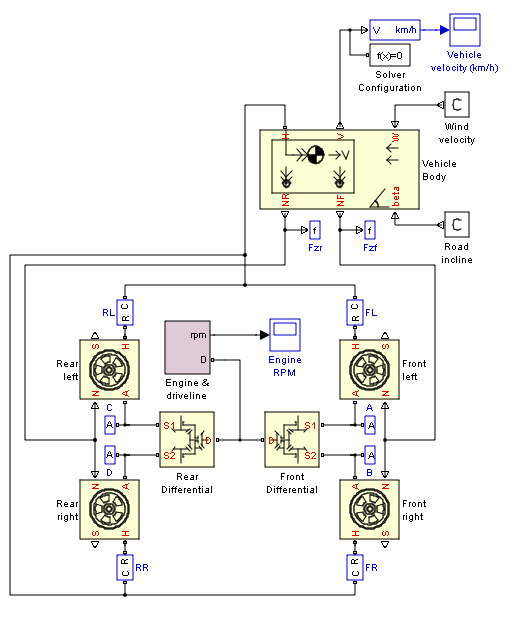 V km/h
Vehicle
velocity (km/h)
f(x)=0
Solver
Configuration
C
Wind
velocity
H V W
V
NR NF beta
Vehicle
Body
C
Road
incline
f
Fzr
f
Fzf
RL
R C
R C
FL
Rear
left
S H
N A
rpm
D
Engine &
driveline
Engine
RPM
H S
A N
Front
left
C
A
A
A
S1
S2
D
Rear
Differential
D
S1
S2
Front
Differential
A
D
A
B
Rear
right
N A
S H
A N
H S
Front
right
C R
RR
C R
FR